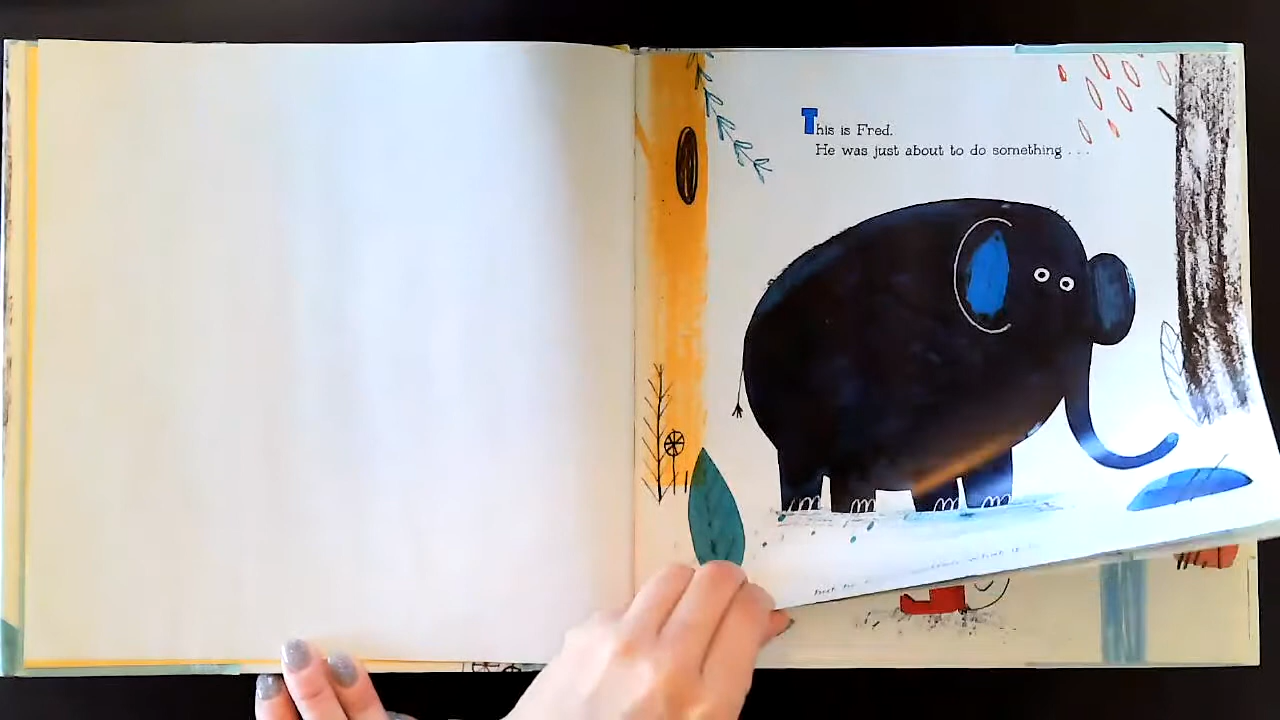 This is Fred.
He was just about to do something . . .